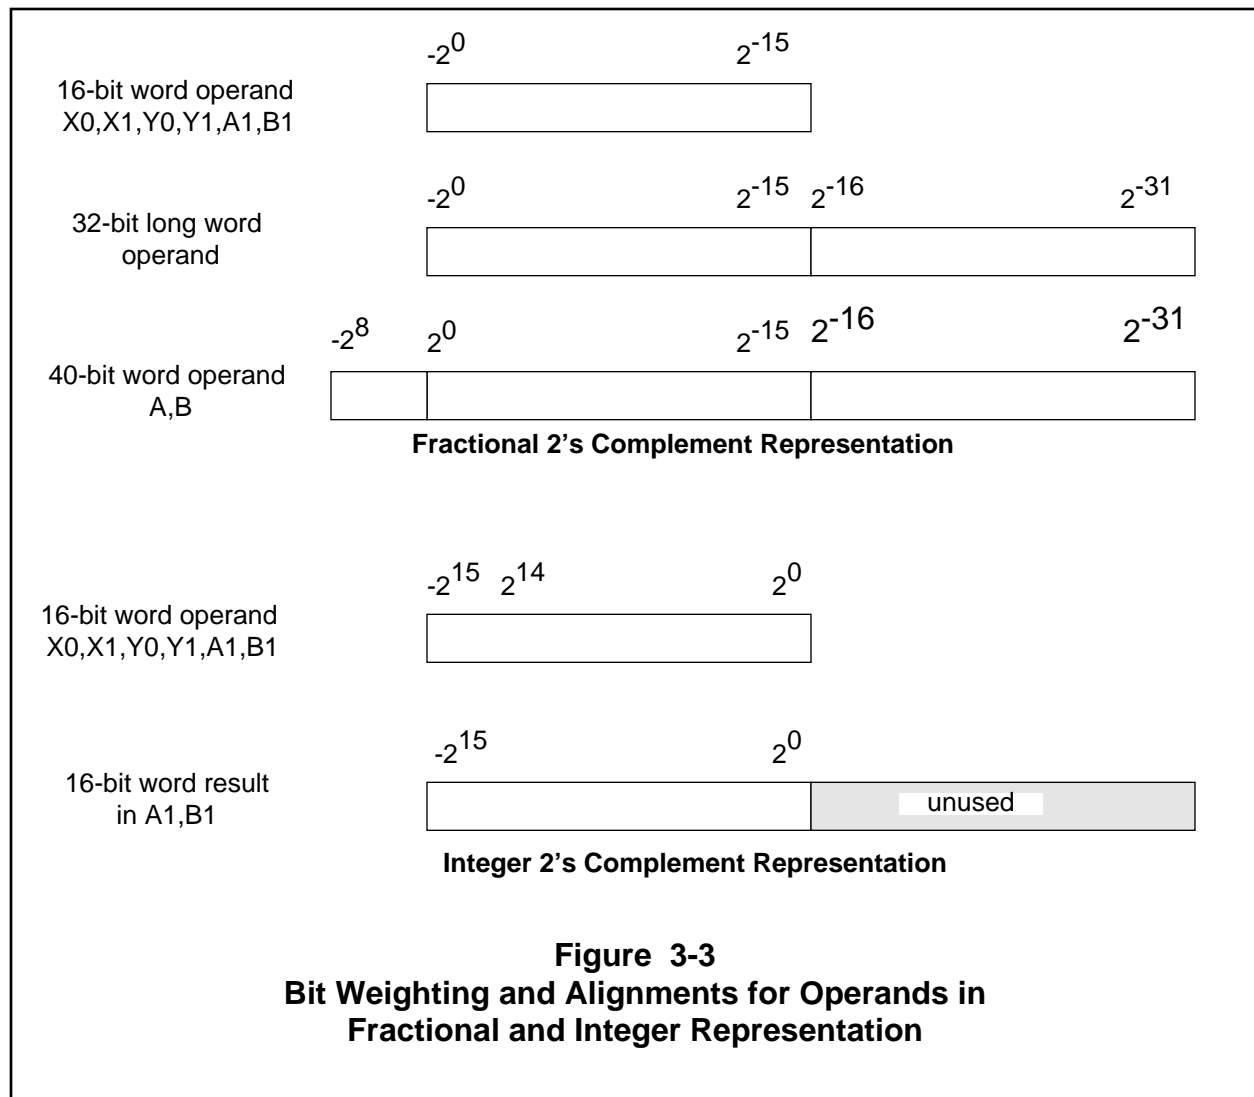 -2^0 2^-15
16-bit word operand
X0,X1,Y0,Y1,A1,B1
-2^0 2^-15 2^-16 2^-31
32-bit long word
operand
-2^8 2^0 2^-15 2^-16 2^-31
40-bit word operand
A,B
Fractional 2's Complement Representation
-2^15 2^14 2^0
16-bit word operand
X0,X1,Y0,Y1,A1,B1
-2^15 2^0
16-bit word result
in A1,B1
unused
Integer 2's Complement Representation
Figure 3-3
Bit Weighting and Alignments for Operands in
Fractional and Integer Representation